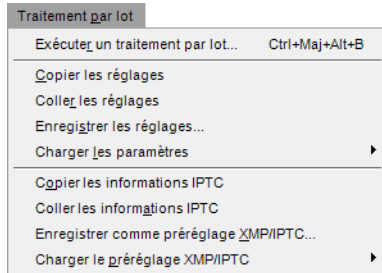 Traitement par lot
Exécuter un traitement par lot... Ctrl+Maj+Alt+B
Copier les réglages
Coller les réglages
Enregistrer les réglages...
Charger les paramètres
Copier les informations IPTC
Coller les informations IPTC
Enregistrer comme préréglage XMP/IPTC...
Charger le préréglage XMP/IPTC